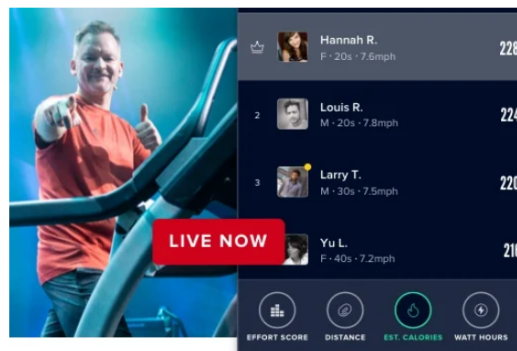 Hannah R.
F · 20s · 7.6mph
228
2
Louis R.
M · 20s · 7.8mph
224
3
Larry T.
M · 30s · 7.5mph
220
LIVE NOW
Yu L.
F · 40s · 7.2mph
EFFORT SCORE
DISTANCE
EST. CALORIES
WATT HOURS